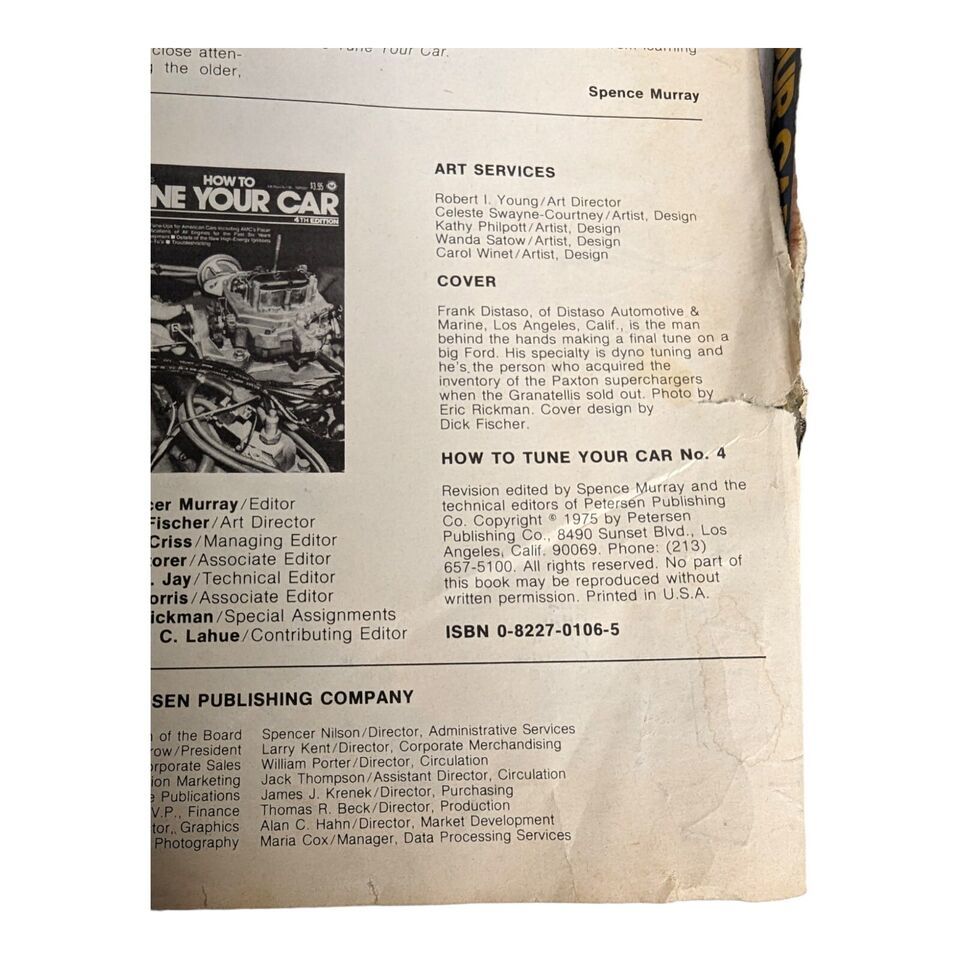 close atten-
the older,
Tune Your Car.
from learning
Spence Murray
HOW TO
$1.95
NE YOUR CAR
4TH EDITION
ART SERVICES
Robert I. Young/Art Director
Celeste Swayne-Courtney/Artist, Design
Kathy Philpott/Artist, Design
Wanda Satow/Artist, Design
Carol Winet/Artist, Design
COVER
Frank Distaso, of Distaso Automotive &
Marine, Los Angeles, Calif., is the man
behind the hands making a final tune on a
big Ford. His specialty is dyno tuning and
he's the person who acquired the
inventory of the Paxton superchargers
when the Granatellis sold out. Photo by
Eric Rickman. Cover design by
Dick Fischer.
HOW TO TUNE YOUR CAR No. 4
Revision edited by Spence Murray and the
technical editors of Petersen Publishing
Co. Copyright © 1975 by Petersen
Publishing Co., 8490 Sunset Blvd., Los
Angeles, Calif. 90069. Phone: (213)
657-5100. All rights reserved. No part of
this book may be reproduced without
written permission. Printed in U.S.A.
ISBN 0-8227-0106-5
cer Murray/Editor
Fischer/Art Director
Criss/Managing Editor
torer/Associate Editor
. Jay/Technical Editor
orris/Associate Editor
ickman/Special Assignments
C. Lahue/Contributing Editor
SEN PUBLISHING COMPANY
n of the Board
row/President
orporate Sales
ion Marketing
e Publications
V.P., Finance
tor, Graphics
Photography
Spencer Nilson/Director, Administrative Services
Larry Kent/Director, Corporate Merchandising
William Porter/Director, Circulation
Jack Thompson/Assistant Director, Circulation
James J. Krenek/Director, Purchasing
Thomas R. Beck/Director, Production
Alan C. Hahn/Director, Market Development
Maria Cox/Manager, Data Processing Services